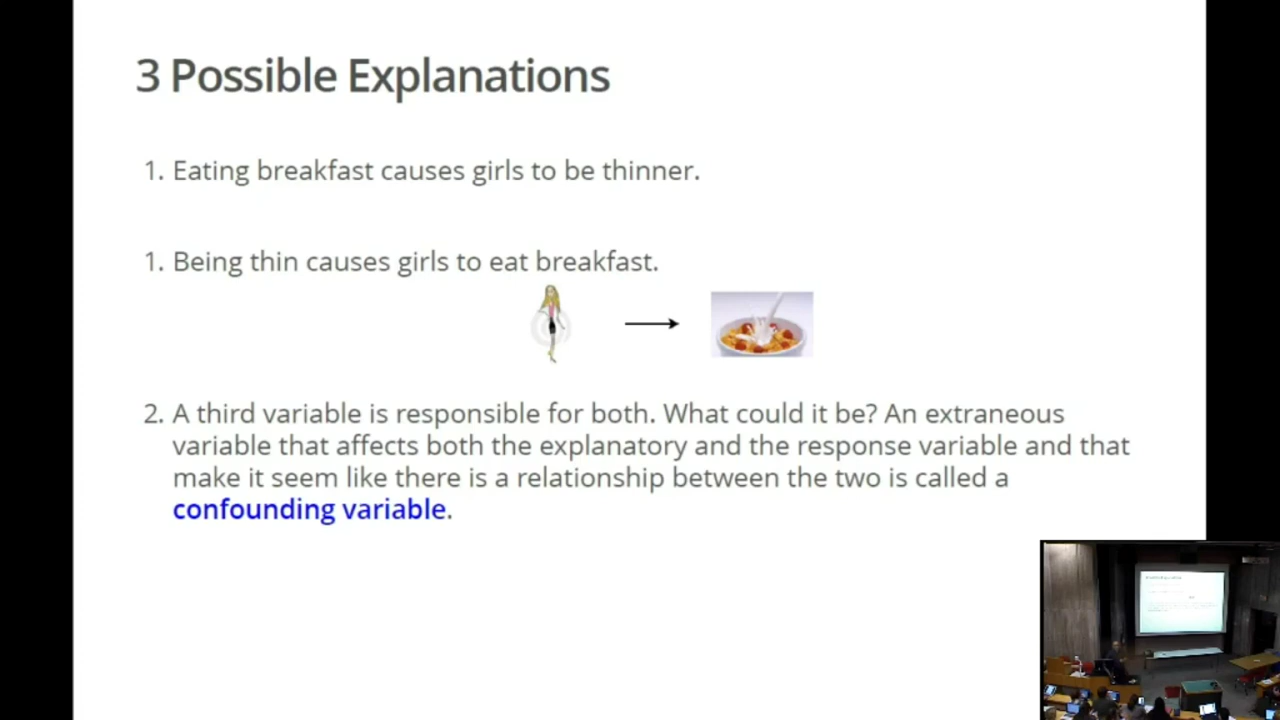 3 Possible Explanations
1. Eating breakfast causes girls to be thinner.
1. Being thin causes girls to eat breakfast.
2. A third variable is responsible for both. What could it be? An extraneous
variable that affects both the explanatory and the response variable and that
make it seem like there is a relationship between the two is called a
confounding variable.